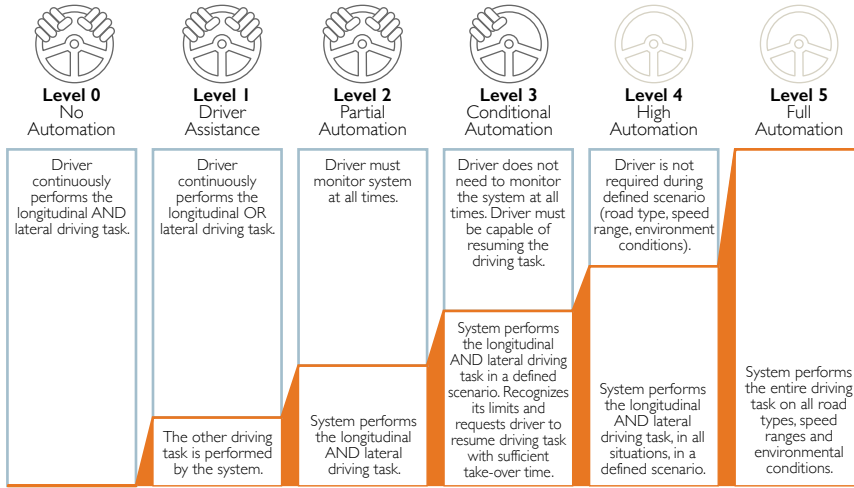 Level 0
No
Automation
Level 1
Driver
Assistance
Level 2
Partial
Automation
Level 3
Conditional
Automation
Level 4
High
Automation
Level 5
Full
Automation
Driver
continuously
performs the
longitudinal AND
lateral driving task.
Driver
continuously
performs the
longitudinal OR
lateral driving task.
The other driving
task is performed
by the system.
Driver must
monitor system
at all times.
System performs
the longitudinal
AND lateral
driving task.
Driver does not
need to monitor
the system at all
times. Driver must
be capable of
resuming the
driving task.
System performs
the longitudinal
AND lateral driving
task in a defined
scenario. Recognizes
its limits and
requests driver to
resume driving task
with sufficient
take-over time.
Driver is not
required during
defined scenario
(road type, speed
range, environment
conditions).
System performs
the longitudinal
AND lateral
driving task, in all
situations, in a
defined scenario.
System performs
the entire driving
task on all road
types, speed
ranges and
environmental
conditions.